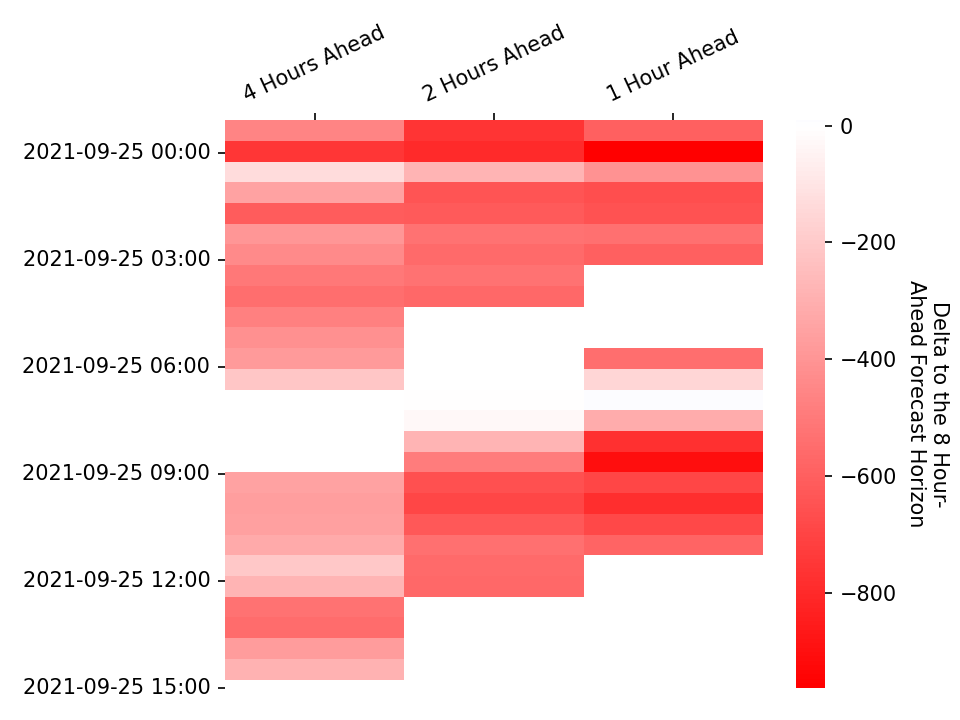 4 Hours Ahead
2 Hours Ahead
1 Hour Ahead
2021-09-25 00:00
2021-09-25 03:00
2021-09-25 06:00
2021-09-25 09:00
2021-09-25 12:00
2021-09-25 15:00
0
−200
−400
−600
−800
Delta to the 8 Hour-
Ahead Forecast Horizon